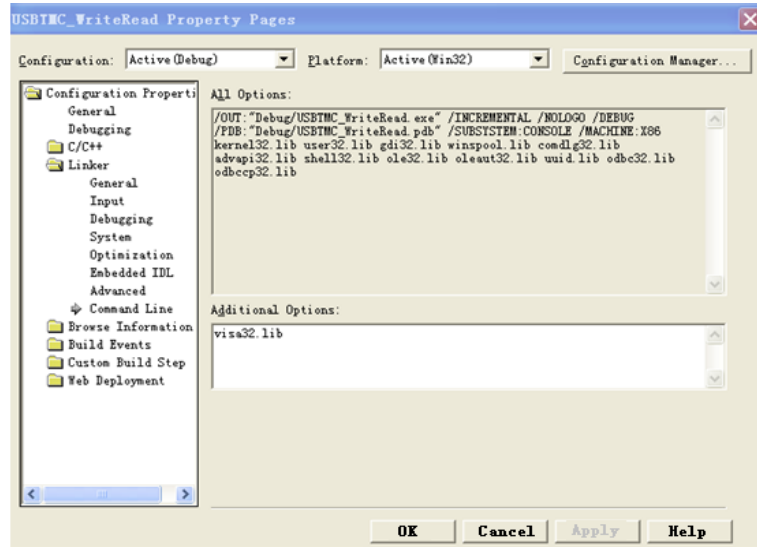 USBTMC_WriteRead Property Pages
Configuration: Active(Debug) Platform: Active(Win32) Configuration Manager...
Configuration Properti
General
Debugging
C/C++
Linker
General
Input
Debugging
System
Optimization
Embedded IDL
Advanced
Command Line
Browse Information
Build Events
Custom Build Step
Web Deployment
All Options:
/OUT:"Debug/USBTMC_WriteRead.exe" /INCREMENTAL /NOLOGO /DEBUG
/PDB:"Debug/USBTMC_WriteRead.pdb" /SUBSYSTEM:CONSOLE /MACHINE:X86
kernel32.lib user32.lib gdi32.lib winspool.lib comdlg32.lib
advapi32.lib shell32.lib ole32.lib oleaut32.lib uuid.lib odbc32.lib
odbccp32.lib
Additional Options:
visa32.lib
OK Cancel Apply Help